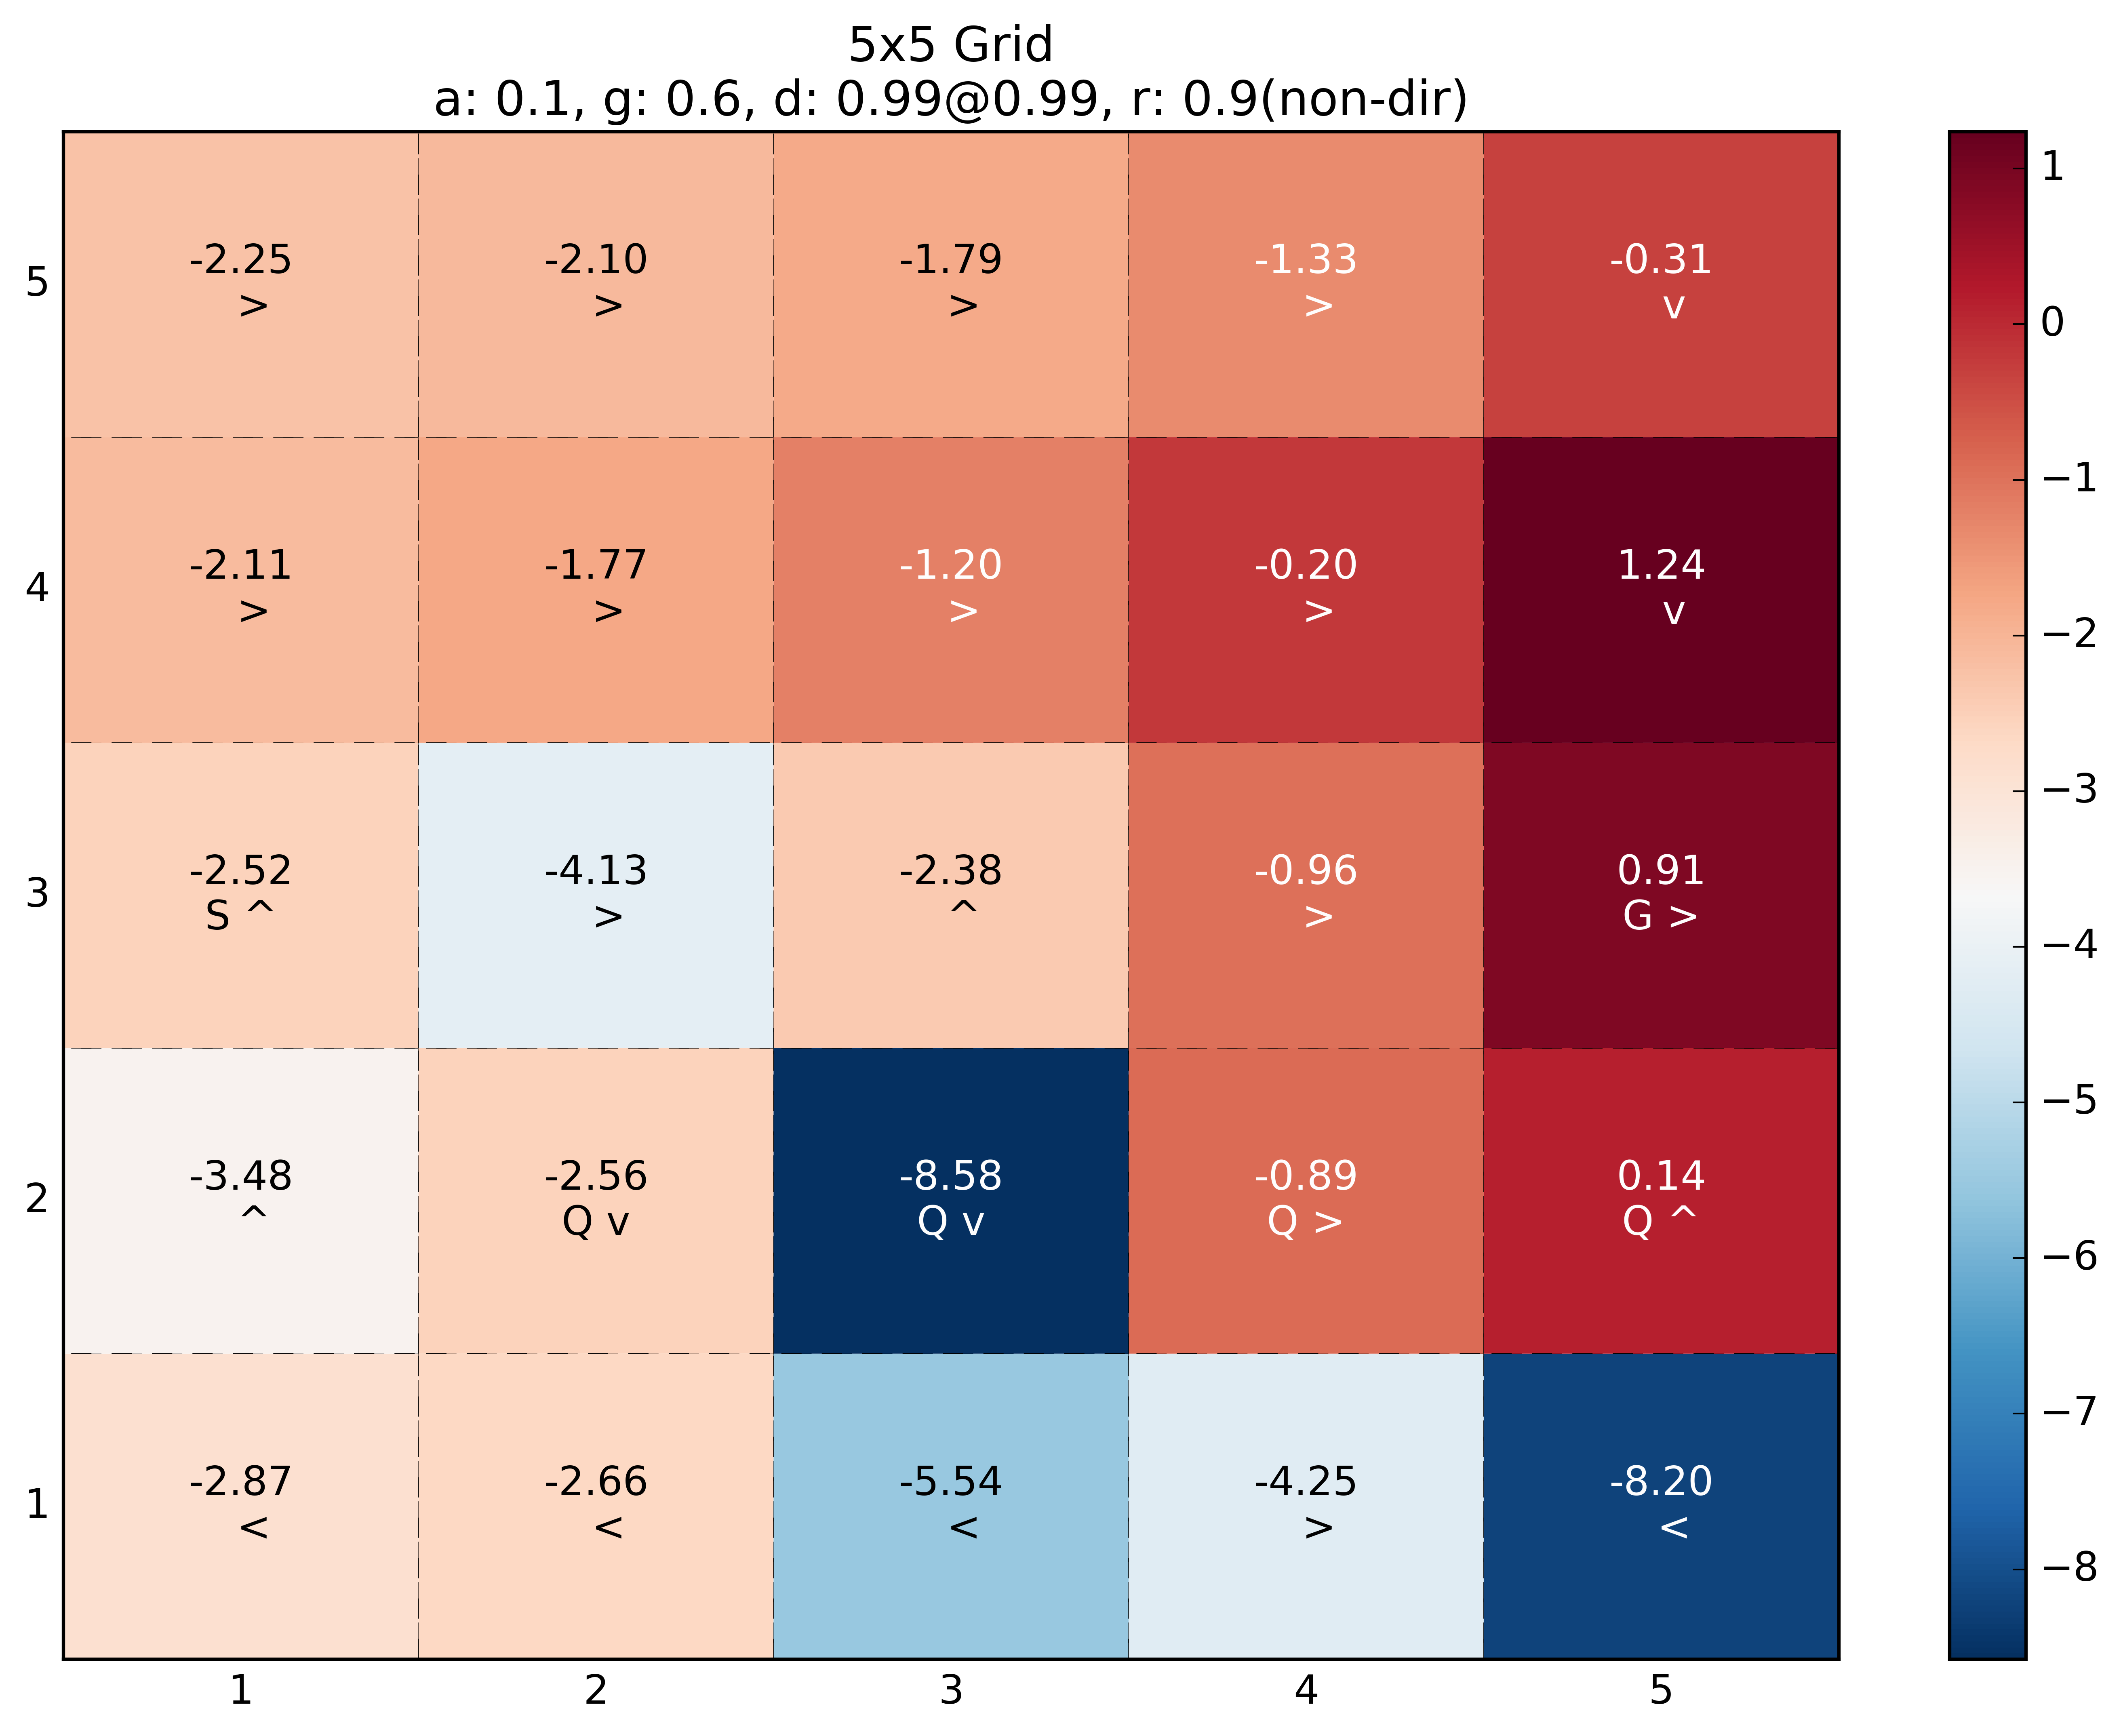 5x5 Grid
a: 0.1, g: 0.6, d: 0.99@0.99, r: 0.9(non-dir)
5
-2.25 -2.10 -1.79 -1.33 -0.31
> > > > v
4
-2.11 -1.77 -1.20 -0.20 1.24
> > > > v
3
-2.52 -4.13 -2.38 -0.96 0.91
S ^ > ^ > G >
2
-3.48 -2.56 -8.58 -0.89 0.14
^ Q v Q v Q > Q ^
1
-2.87 -2.66 -5.54 -4.25 -8.20
< < < > <
1 2 3 4 5
1
0
−1
−2
−3
−4
−5
−6
−7
−8